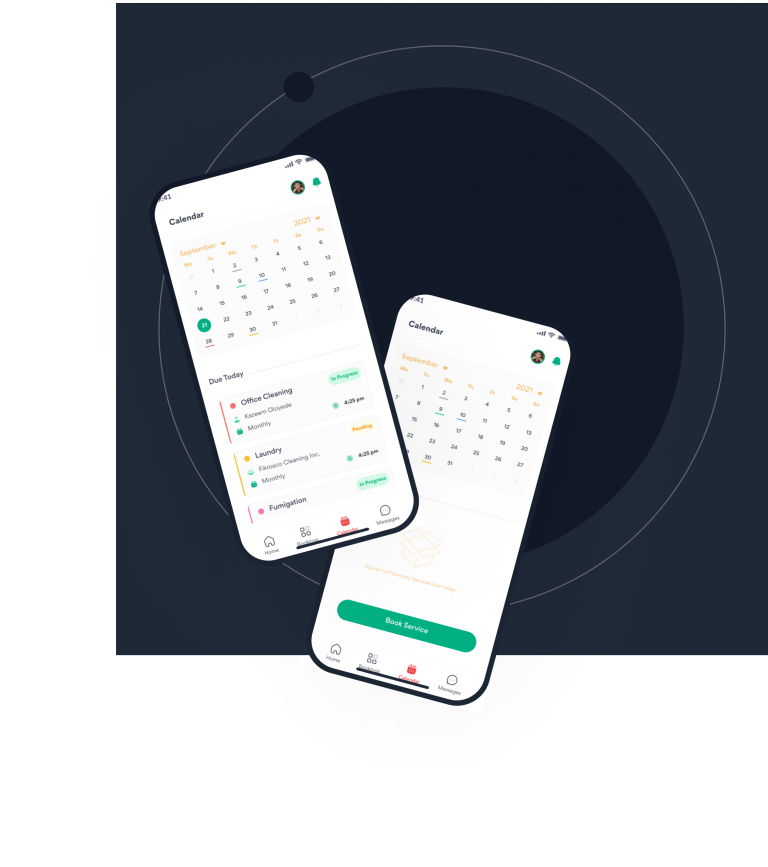 9:41
Calendar
September
2021
Mo Tu We Th Fr Sa Su
31 1 2 3 4 5 6
7 8 9 10 11 12 13
14 15 16 17 18 19 20
21 22 23 24 25 26 27
28 29 30 31 1 2 3
Due Today
Office Cleaning
In Progress
Kazeem Oloyede
4:25 pm
Monthly
Laundry
Pending
Fikrosco Cleaning Inc.
4:25 pm
Monthly
Fumigation
In Progress
Home
Bookings
Calendar
Messages
9:41
Calendar
September
2021
Mo Tu We Th Fr Sa Su
1 2 3 4 5 6
7 8 9 10 11 12 13
15 16 17 18 19 20
22 23 24 25 26 27
30 31
You do not have any Services due today...
Book Service
Home
Bookings
Calendar
Messages